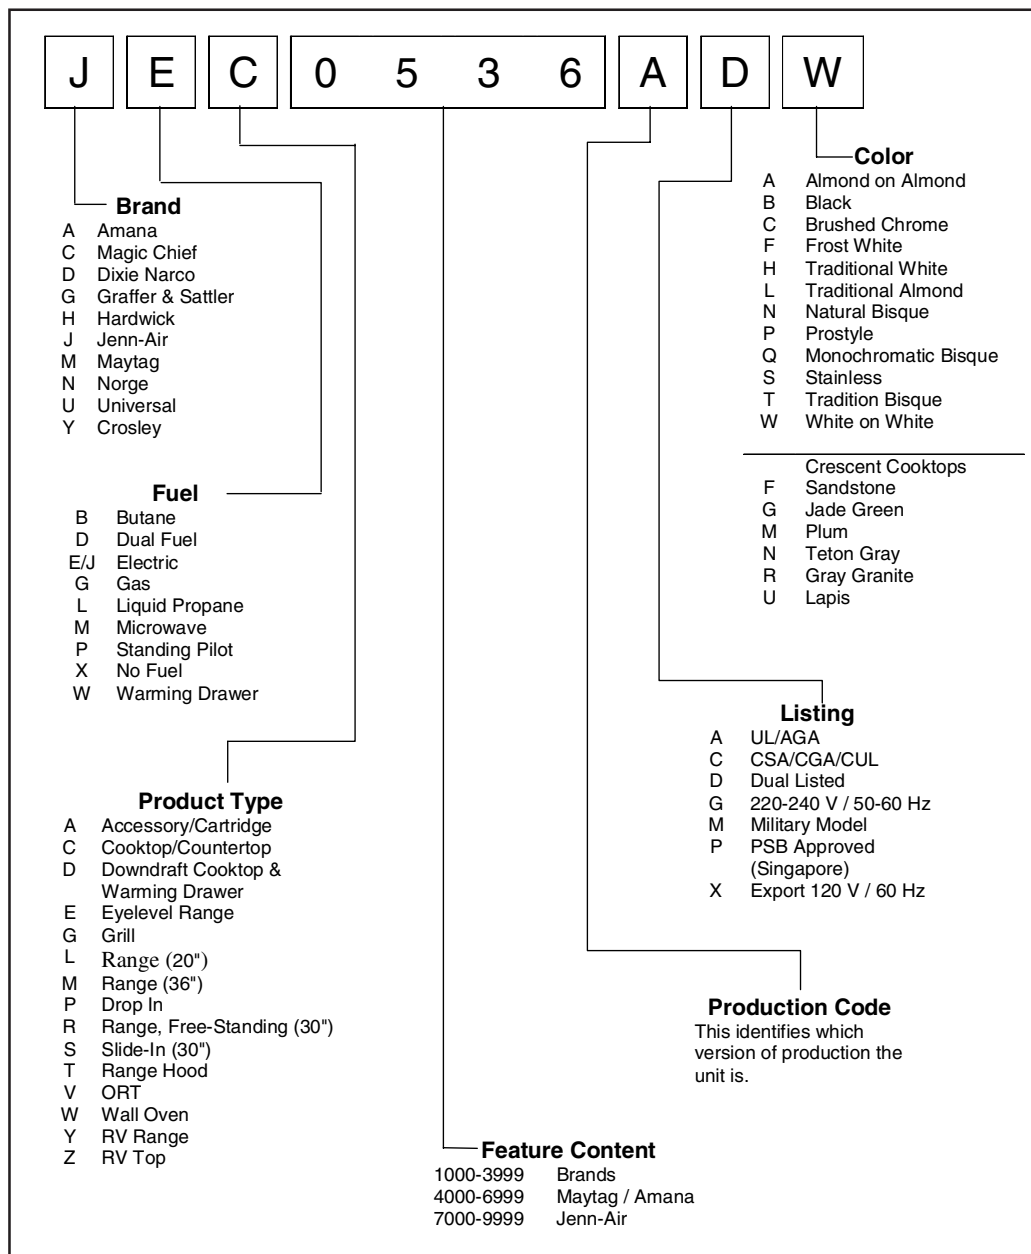 J E C 0 5 3 6 A D W
Brand
A Amana
C Magic Chief
D Dixie Narco
G Graffer & Sattler
H Hardwick
J Jenn-Air
M Maytag
N Norge
U Universal
Y Crosley
Fuel
B Butane
D Dual Fuel
E/J Electric
G Gas
L Liquid Propane
M Microwave
P Standing Pilot
X No Fuel
W Warming Drawer
Product Type
A Accessory/Cartridge
C Cooktop/Countertop
D Downdraft Cooktop &
Warming Drawer
E Eyelevel Range
G Grill
L Range (20")
M Range (36")
P Drop In
R Range, Free-Standing (30")
S Slide-In (30")
T Range Hood
V ORT
W Wall Oven
Y RV Range
Z RV Top
Feature Content
1000-3999 Brands
4000-6999 Maytag / Amana
7000-9999 Jenn-Air
Production Code
This identifies which
version of production the
unit is.
Listing
A UL/AGA
C CSA/CGA/CUL
D Dual Listed
G 220-240 V / 50-60 Hz
M Military Model
P PSB Approved
(Singapore)
X Export 120 V / 60 Hz
Color
A Almond on Almond
B Black
C Brushed Chrome
F Frost White
H Traditional White
L Traditional Almond
N Natural Bisque
P Prostyle
Q Monochromatic Bisque
S Stainless
T Tradition Bisque
W White on White
Crescent Cooktops
F Sandstone
G Jade Green
M Plum
N Teton Gray
R Gray Granite
U Lapis